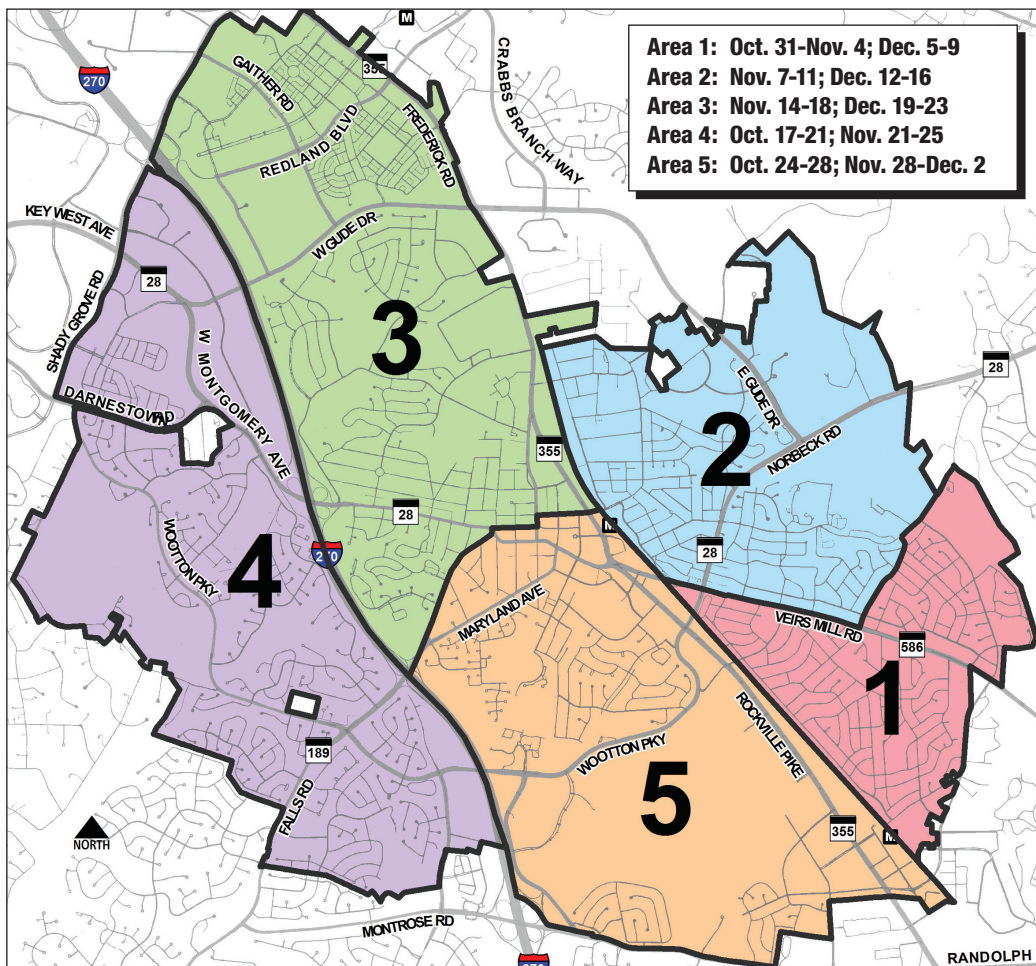 M
Area 1: Oct. 31-Nov. 4; Dec. 5-9
Area 2: Nov. 7-11; Dec. 12-16
Area 3: Nov. 14-18; Dec. 19-23
Area 4: Oct. 17-21; Nov. 21-25
Area 5: Oct. 24-28; Nov. 28-Dec. 2
270
GAITHER RD
355
CRABBS BRANCH WAY
REDLAND BLVD
FREDERICK RD
KEY WEST AVE
W GUDE DR
28
SHADY GROVE RD
W MONTGOMERY AVE
3
28
E GUDE DR
DARNESTOWN RD
2
NORBECK RD
355
28
M
28
270
WOOTTON PKY
4
MARYLAND AVE
VEIRS MILL RD
586
1
ROCKVILLE PIKE
WOOTTON PKY
189
FALLS RD
5
355
M
NORTH
MONTROSE RD
RANDOLPH